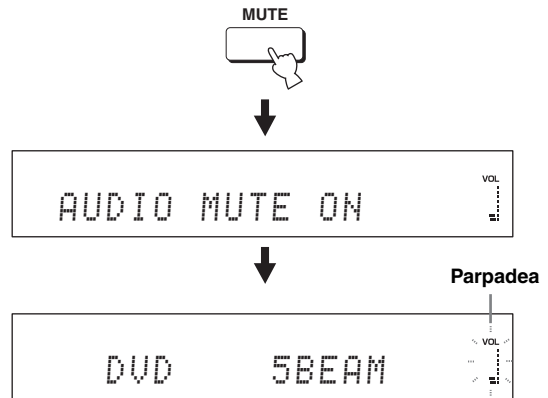 MUTE
VOL
AUDIO MUTE ON
Parpadea
VOL
DVD 5BEAM